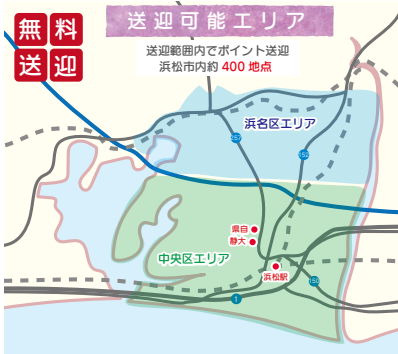 無料
送迎
送迎可能エリア
送迎範囲内でポイント送迎
浜松市内約 400 地点
浜名区エリア
257
152
県自
静大
中央区エリア
浜松駅
150
1